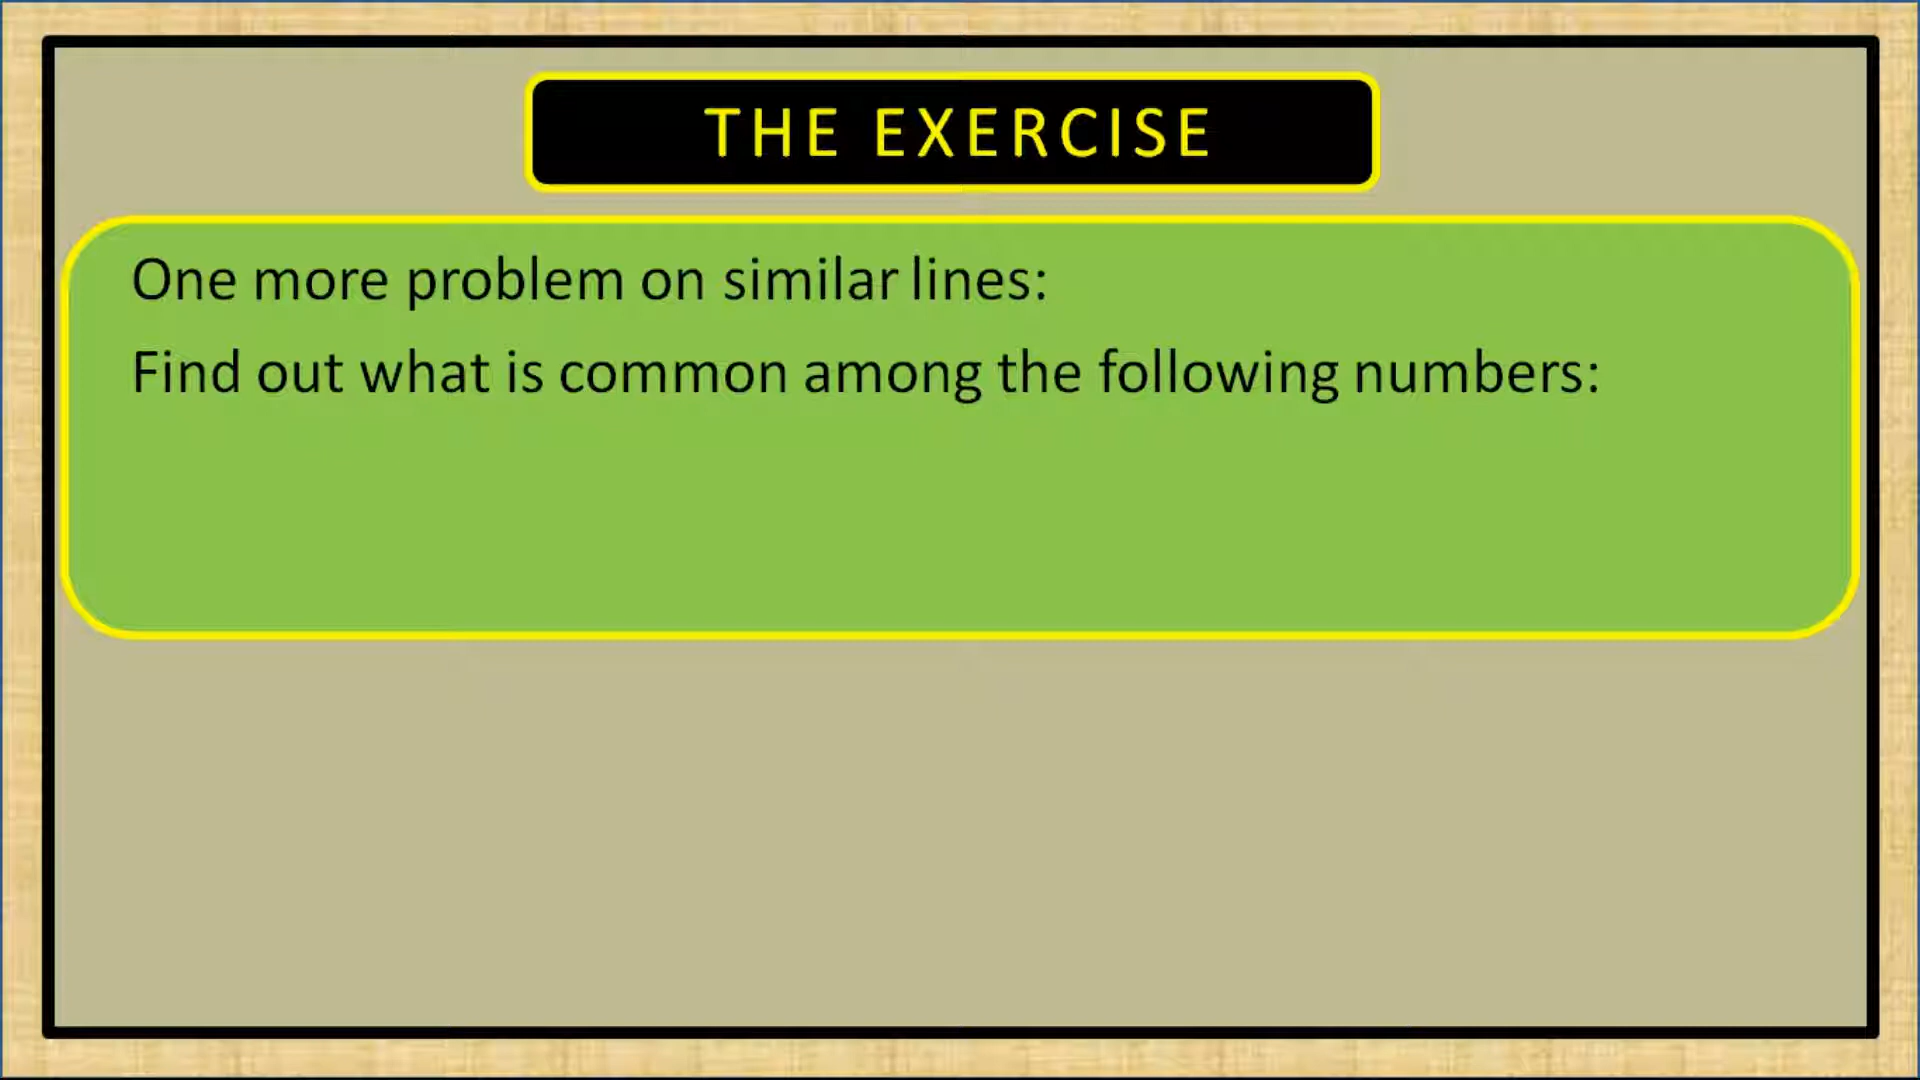 THE EXERCISE
One more problem on similar lines:
Find out what is common among the following numbers: